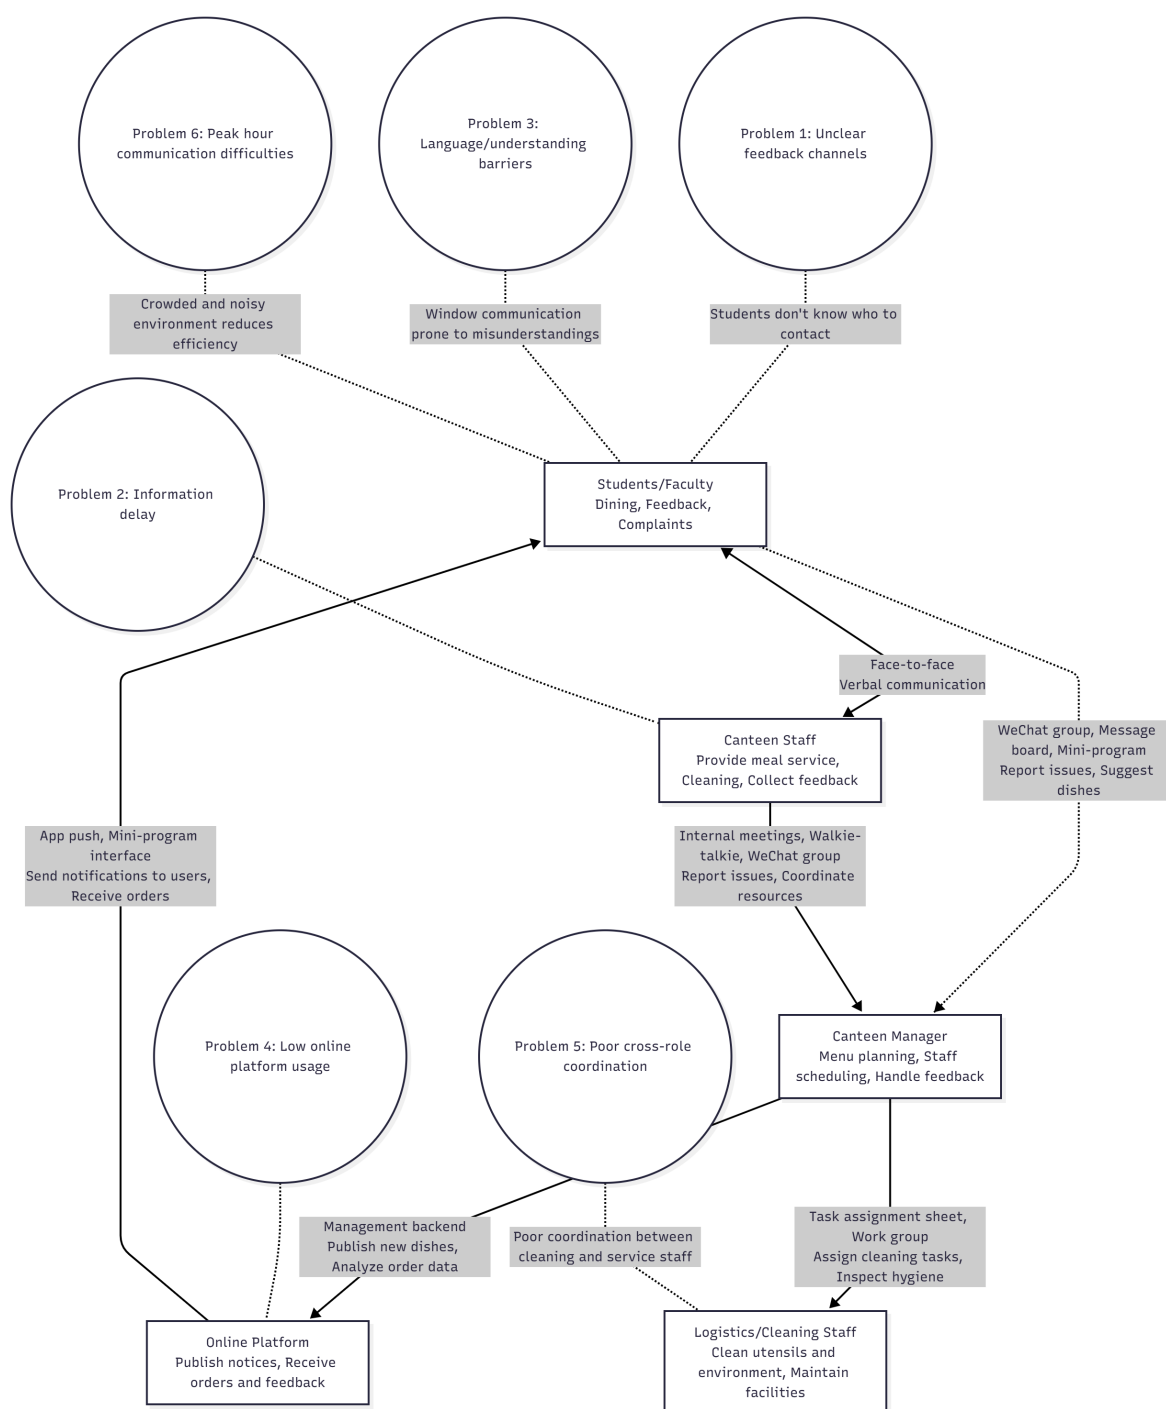 Problem 6: Peak hour
communication difficulties
Problem 3:
Language/understanding
barriers
Problem 1: Unclear
feedback channels
Crowded and noisy
environment reduces
efficiency
Window communication
prone to misunderstandings
Students don't know who to
contact
Problem 2: Information
delay
Students/Faculty
Dining, Feedback,
Complaints
Face-to-face
Verbal communication
WeChat group, Message
board, Mini-program
Report issues, Suggest
dishes
Canteen Staff
Provide meal service,
Cleaning, Collect feedback
App push, Mini-program
interface
Send notifications to users,
Receive orders
Internal meetings, Walkie-
talkie, WeChat group
Report issues, Coordinate
resources
Problem 4: Low online
platform usage
Problem 5: Poor cross-role
coordination
Canteen Manager
Menu planning, Staff
scheduling, Handle feedback
Management backend
Publish new dishes,
Analyze order data
Poor coordination between
cleaning and service staff
Task assignment sheet,
Work group
Assign cleaning tasks,
Inspect hygiene
Online Platform
Publish notices, Receive
orders and feedback
Logistics/Cleaning Staff
Clean utensils and
environment, Maintain
facilities